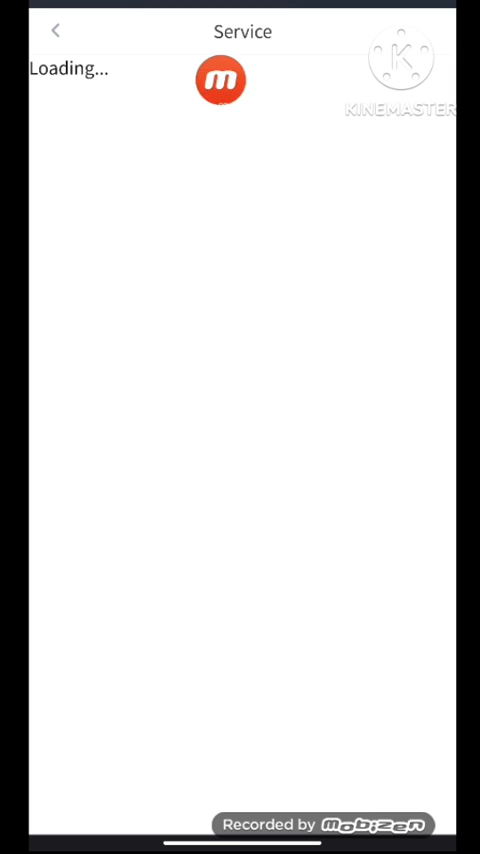 Service
Loading...
m
K
KINEMASTER
Recorded by mobizen